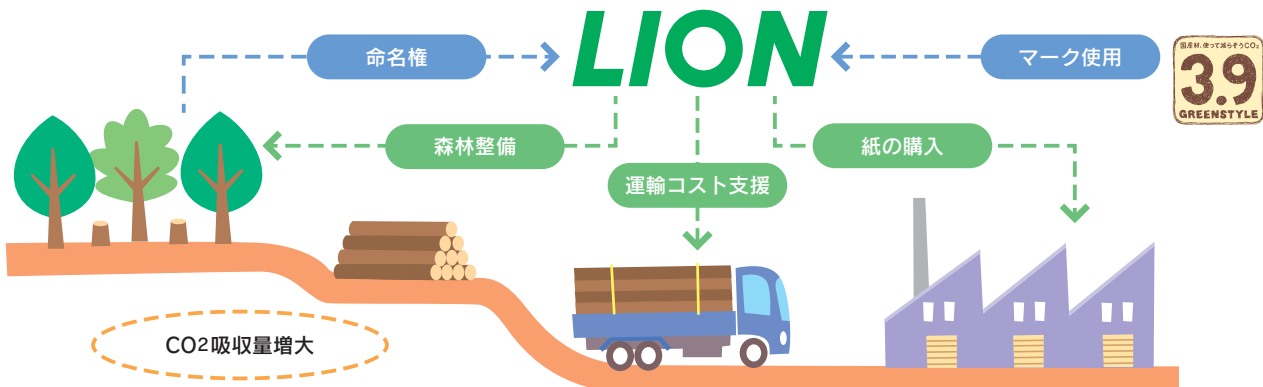 命名権
LION
マーク使用
国産材、使って減らそうCO₂
3.9
GREENSTYLE
森林整備
運輸コスト支援
紙の購入
CO2吸収量増大